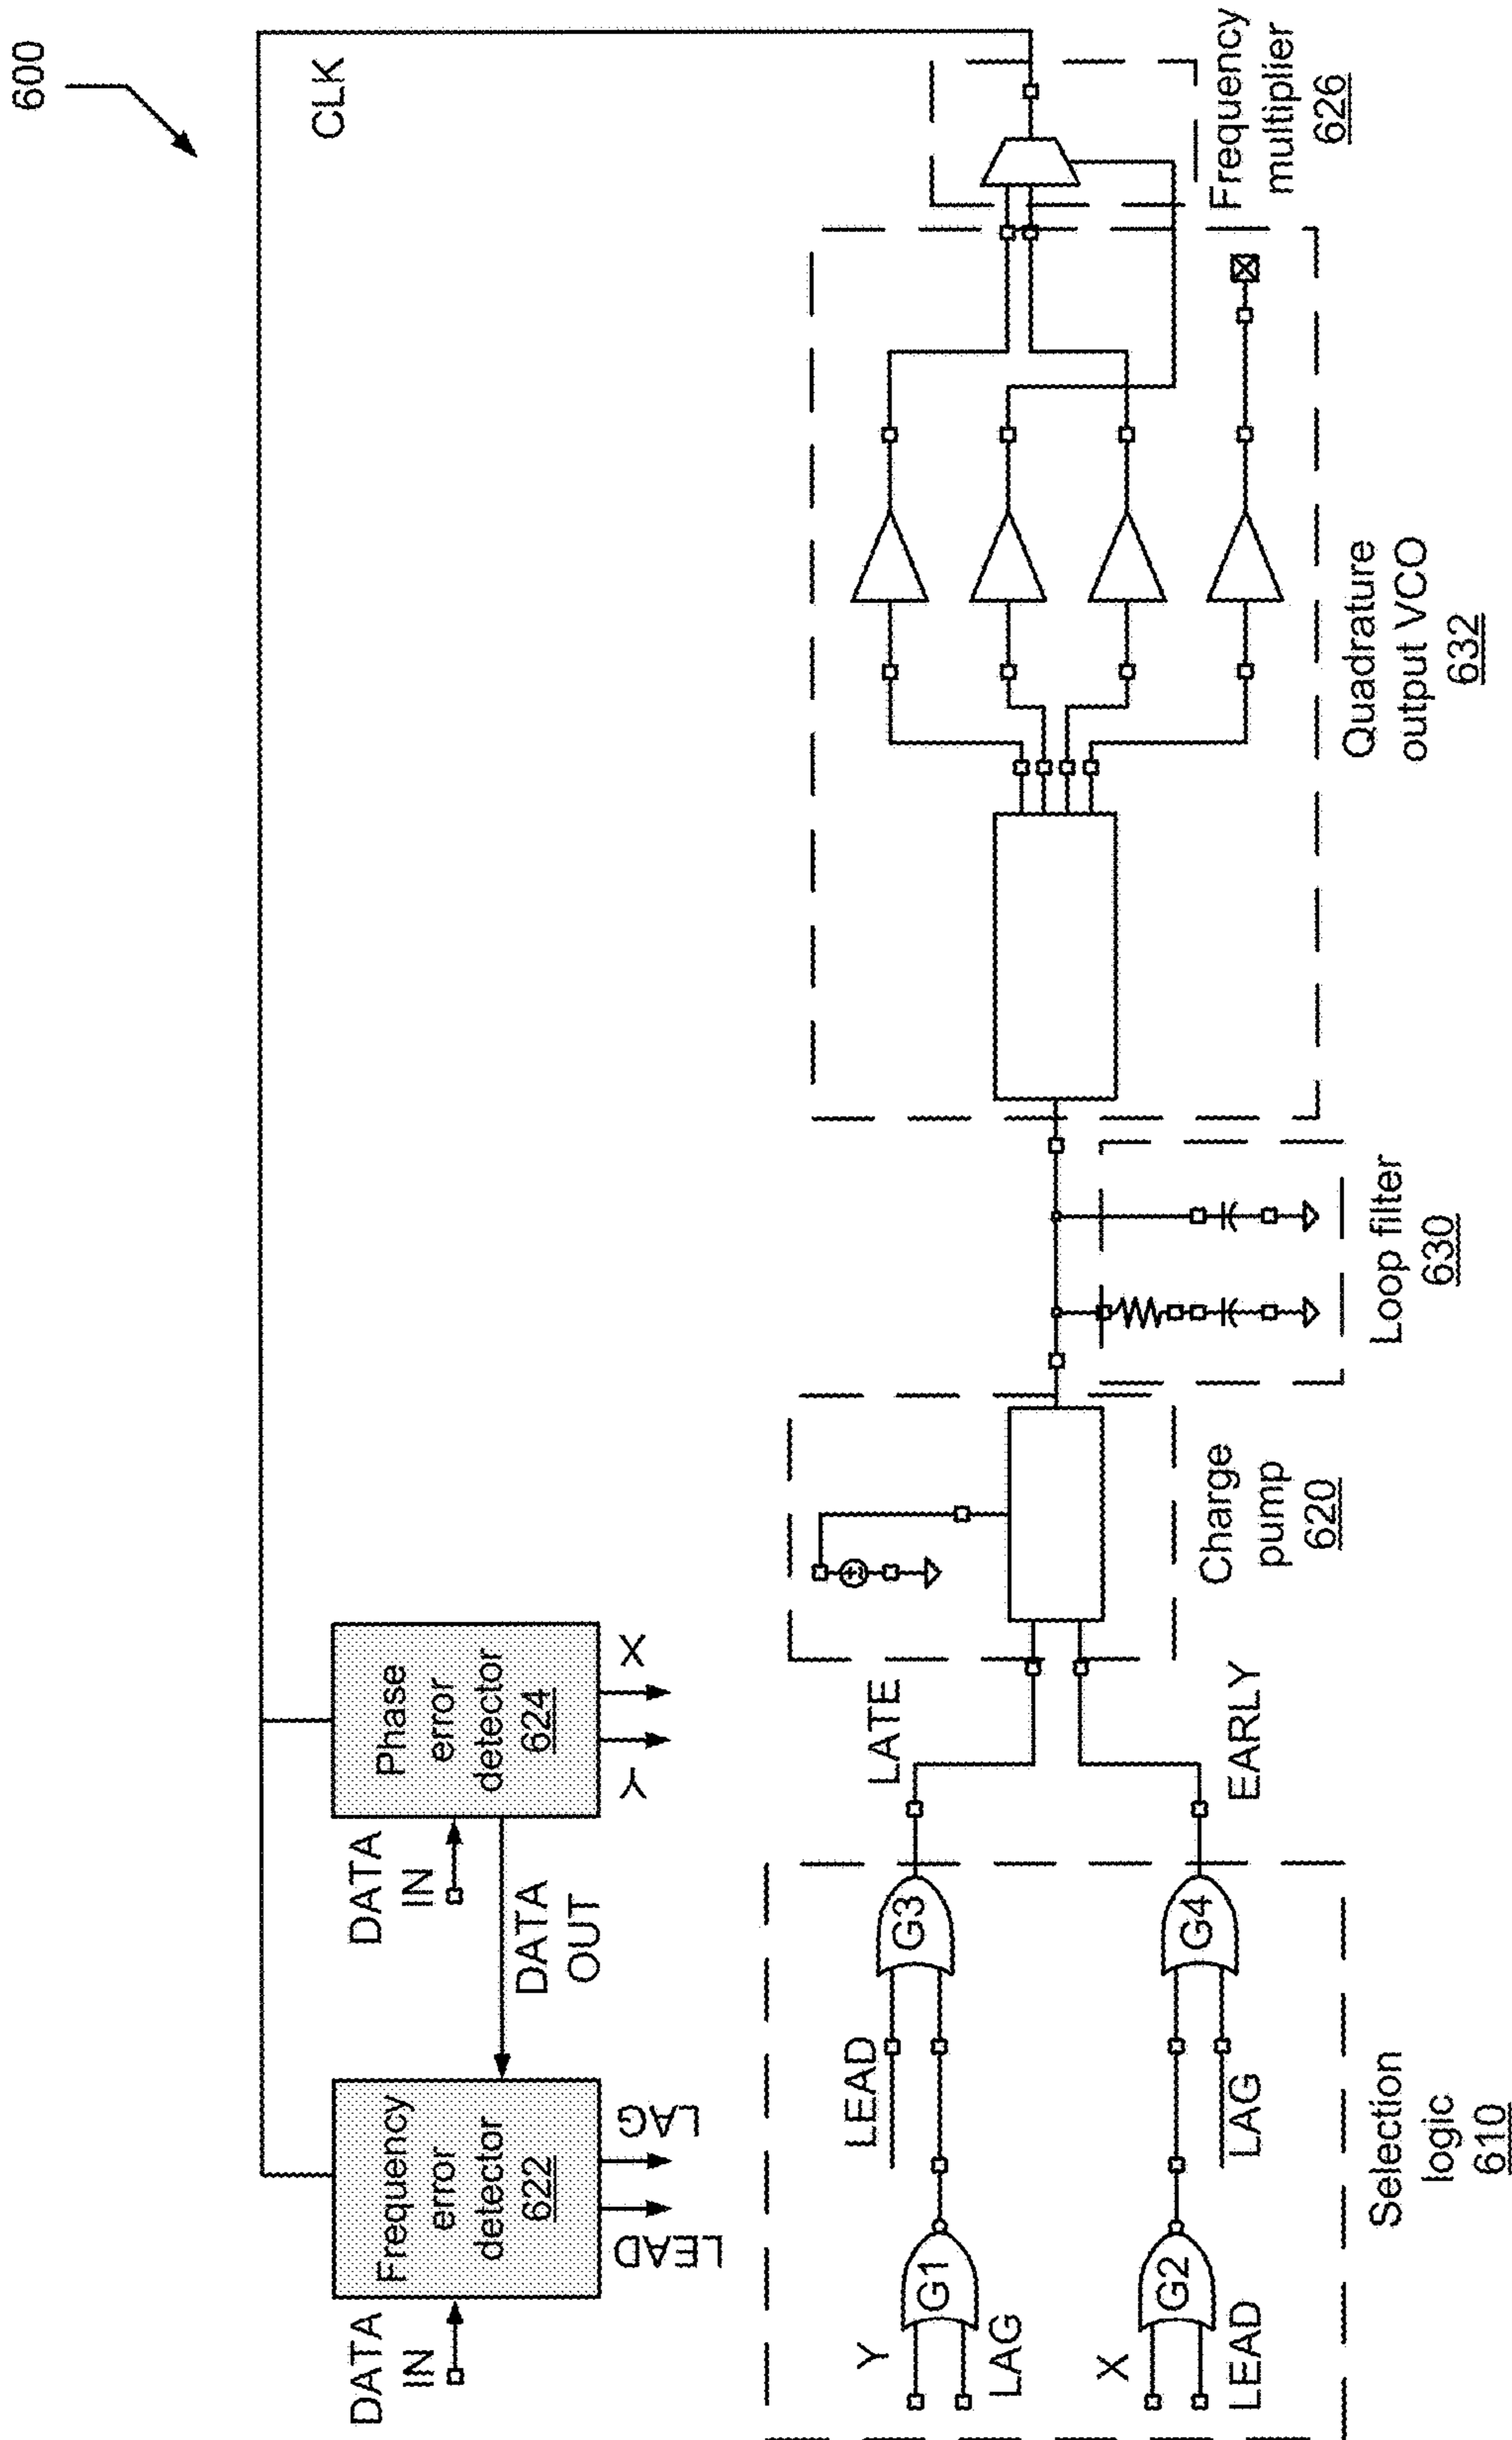 600
CLK
DATA
IN
Frequency
error
detector
622
LEAD
LAG
DATA
OUT
DATA
IN
Phase
error
detector
624
Y
X
Y
LAG
G1
LEAD
G3
LATE
X
LEAD
G2
LAG
G4
EARLY
Selection
logic
610
Charge
pump
620
Loop filter
630
Quadrature
output VCO
632
Frequency
multiplier
626